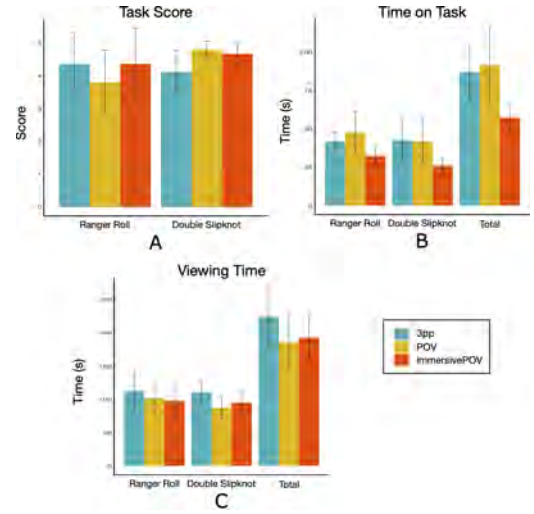 Task Score
Score
Ranger Roll
Double Slipknot
A
Time on Task
Time (s)
Ranger Roll
Double Slipknot
Total
B
Viewing Time
Time (s)
Ranger Roll
Double Slipknot
Total
C
3pp
POV
immersivePOV